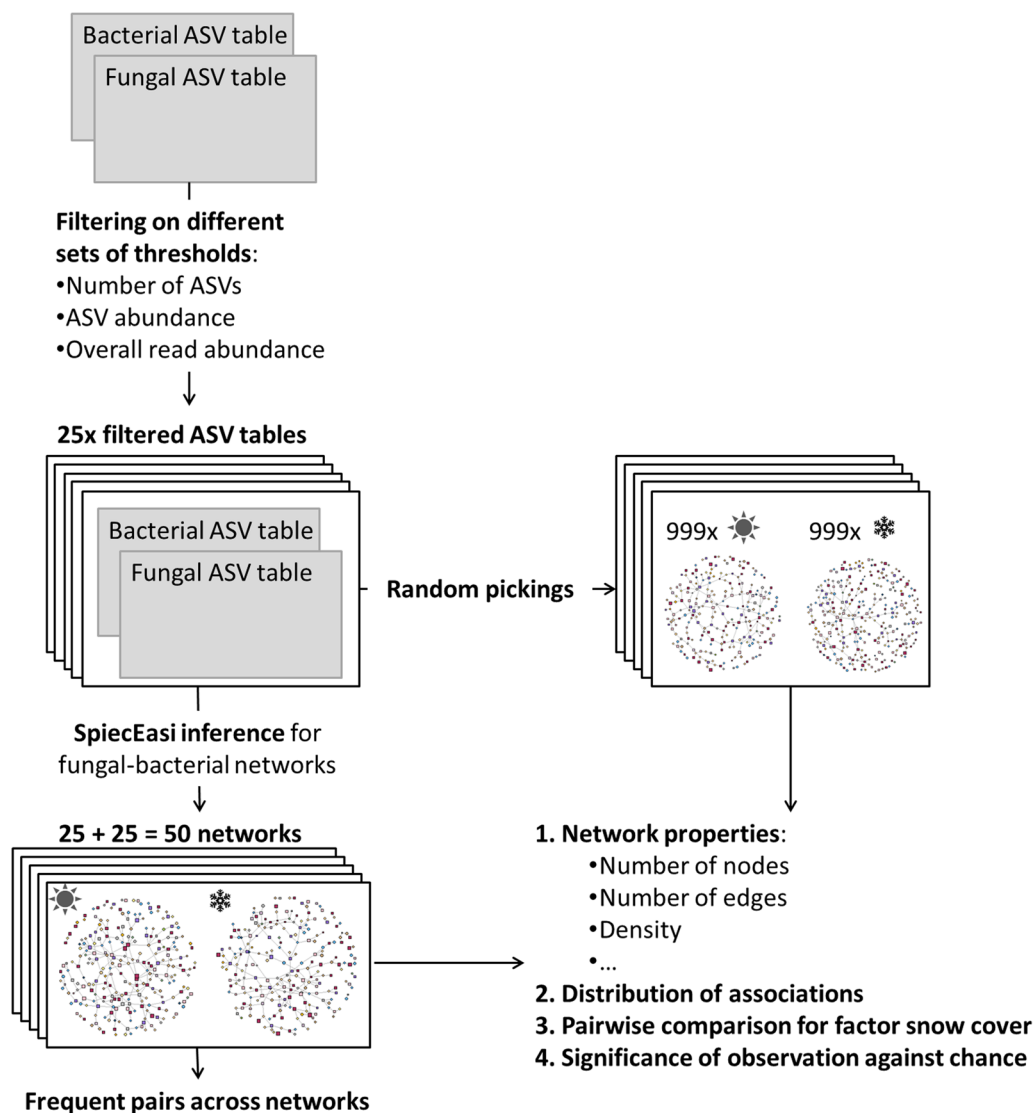 Bacterial ASV table
Fungal ASV table
Filtering on different
sets of thresholds:
•Number of ASVs
•ASV abundance
•Overall read abundance
25x filtered ASV tables
Bacterial ASV table
Fungal ASV table
Random pickings
999x
999x
SpiecEasi inference for
fungal-bacterial networks
25 + 25 = 50 networks
Frequent pairs across networks
1. Network properties:
•Number of nodes
•Number of edges
•Density
•...
2. Distribution of associations
3. Pairwise comparison for factor snow cover
4. Significance of observation against chance